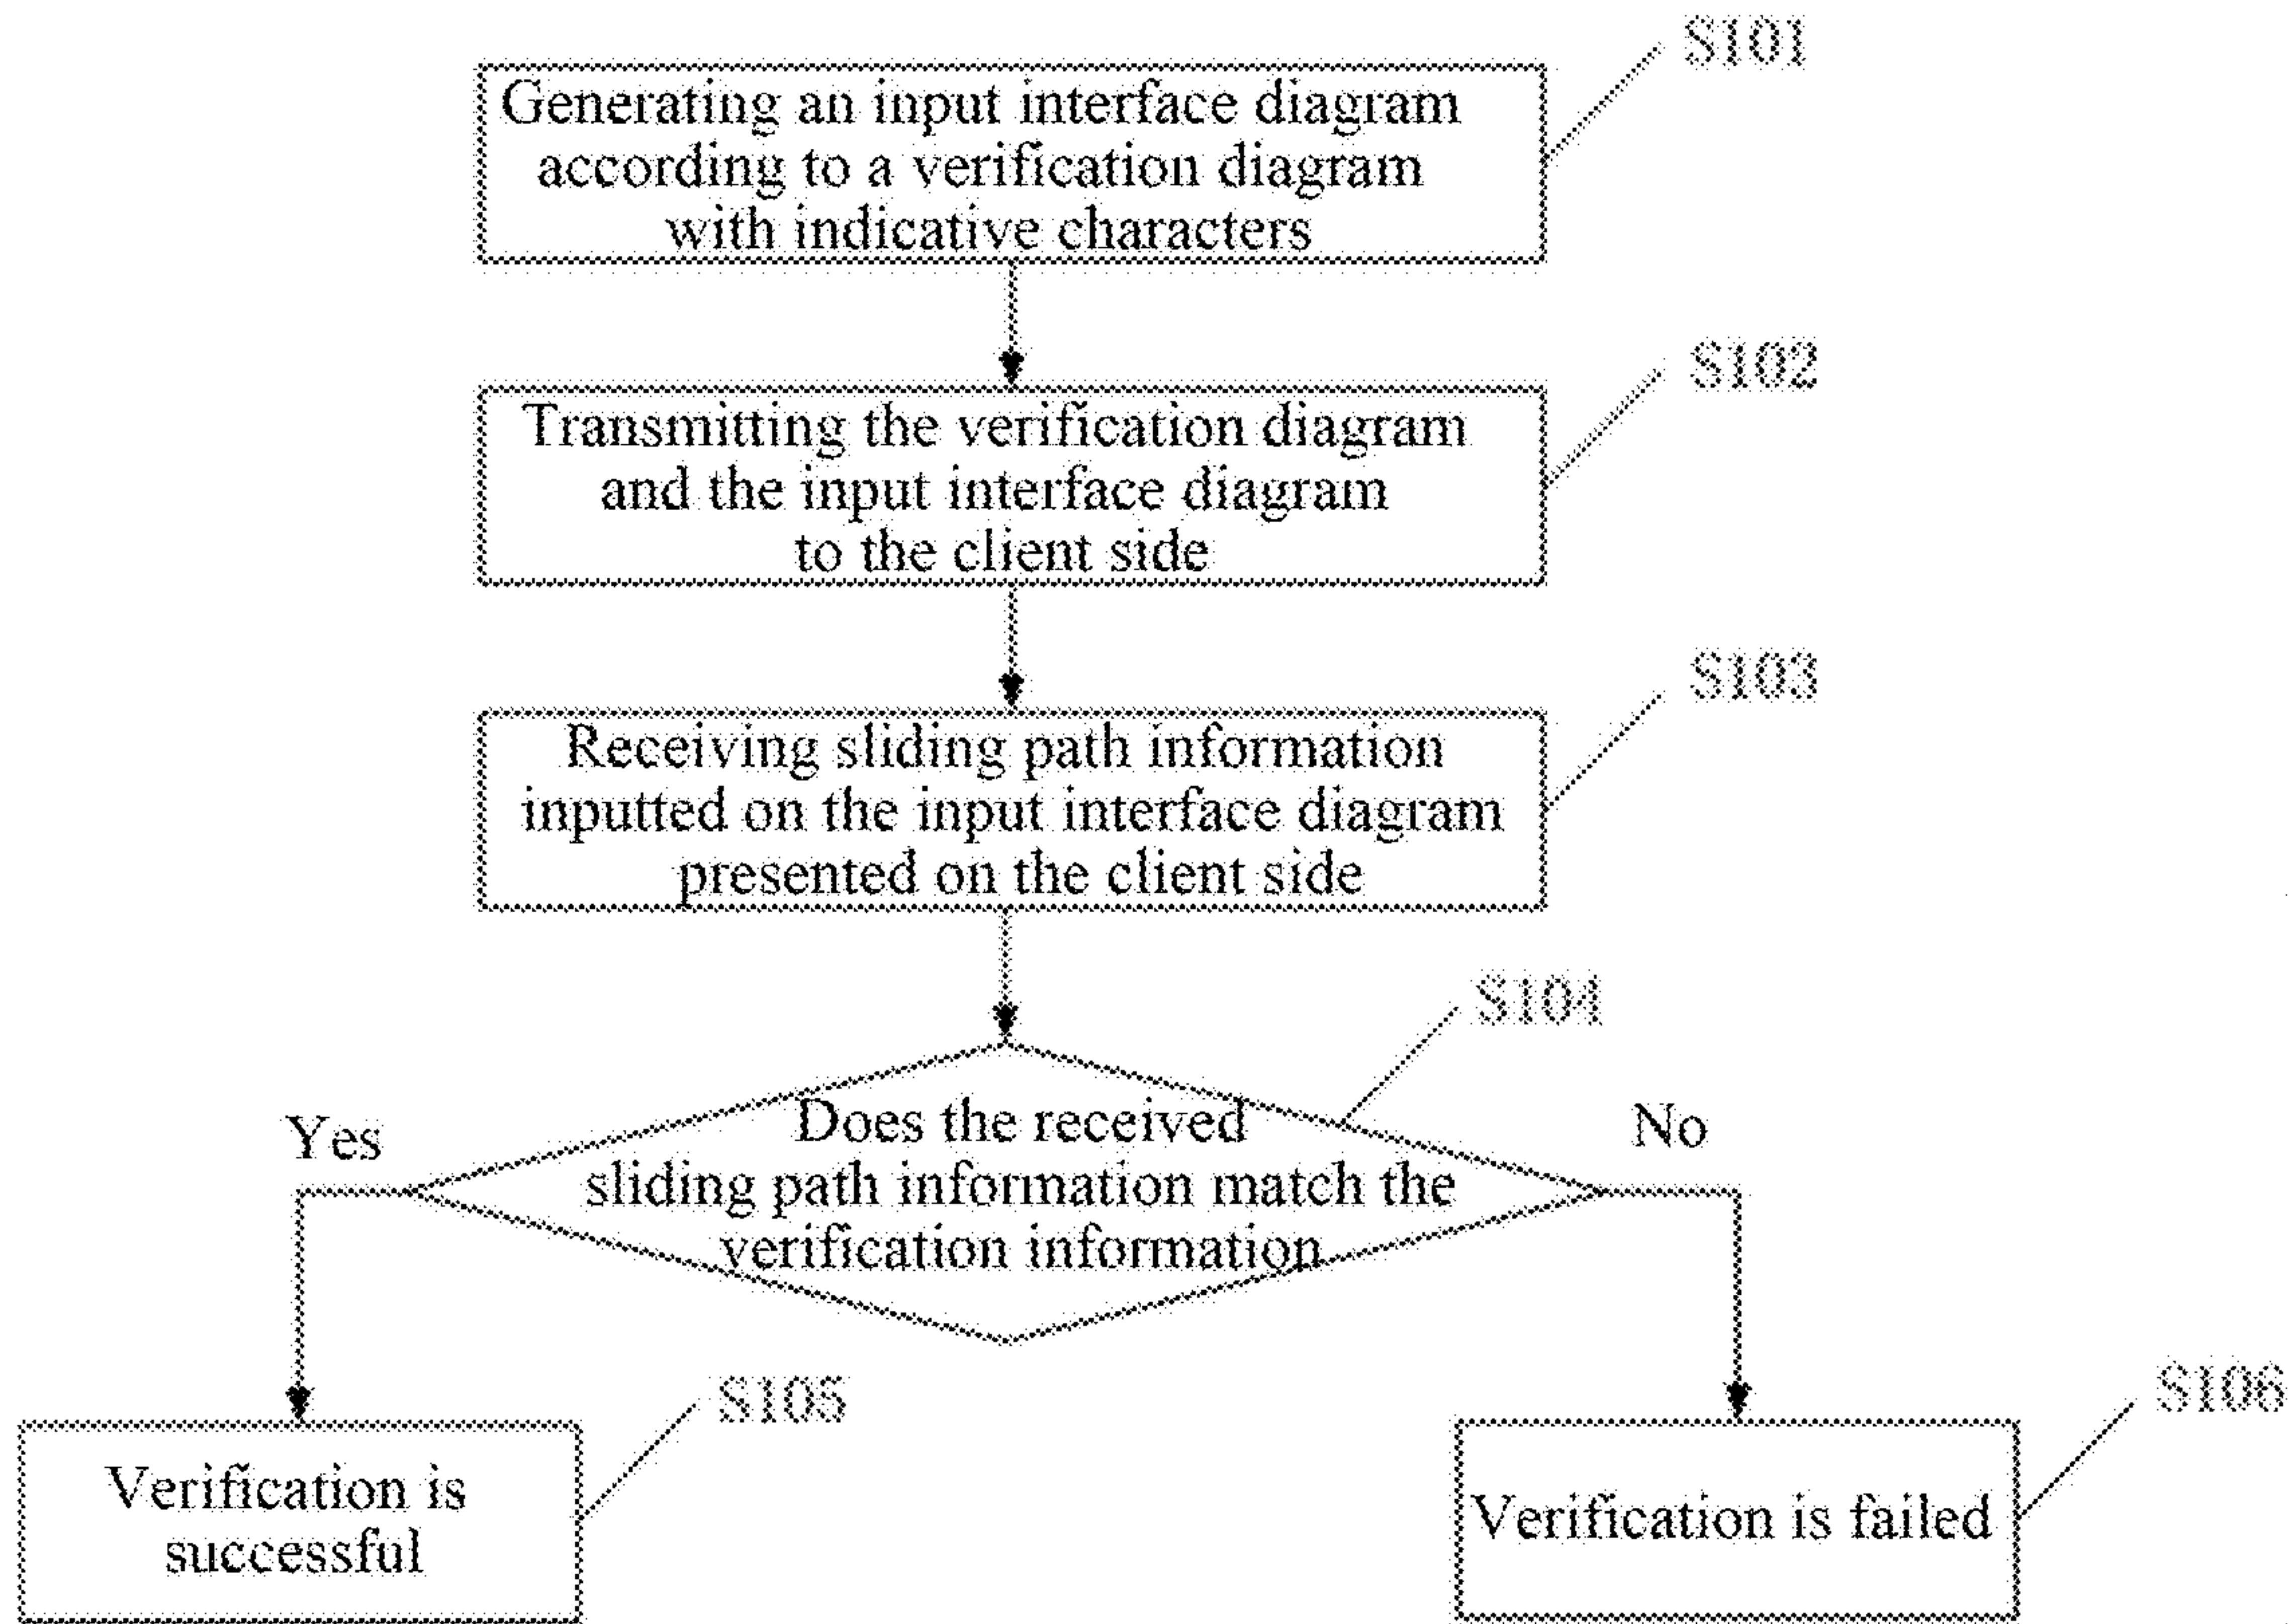 S101
Generating an input interface diagram
according to a verification diagram
with indicative characters
S102
Transmitting the verification diagram
and the input interface diagram
to the client side
S103
Receiving sliding path information
inputted on the input interface diagram
presented on the client side
S104
Yes
Does the received
No
sliding path information match the
verification information
S105
S106
Verification is
successful
Verification is failed